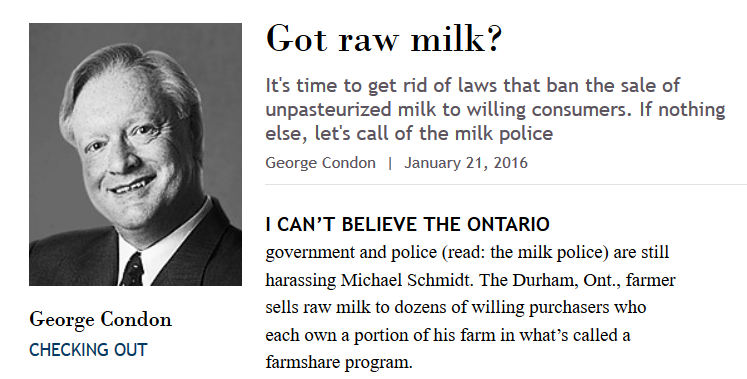 Got raw milk?
It's time to get rid of laws that ban the sale of
unpasteurized milk to willing consumers. If nothing
else, let's call of the milk police
George Condon | January 21, 2016
I CAN'T BELIEVE THE ONTARIO
government and police (read: the milk police) are still
harassing Michael Schmidt. The Durham, Ont., farmer
sells raw milk to dozens of willing purchasers who
each own a portion of his farm in what's called a
farmshare program.
George Condon
CHECKING OUT